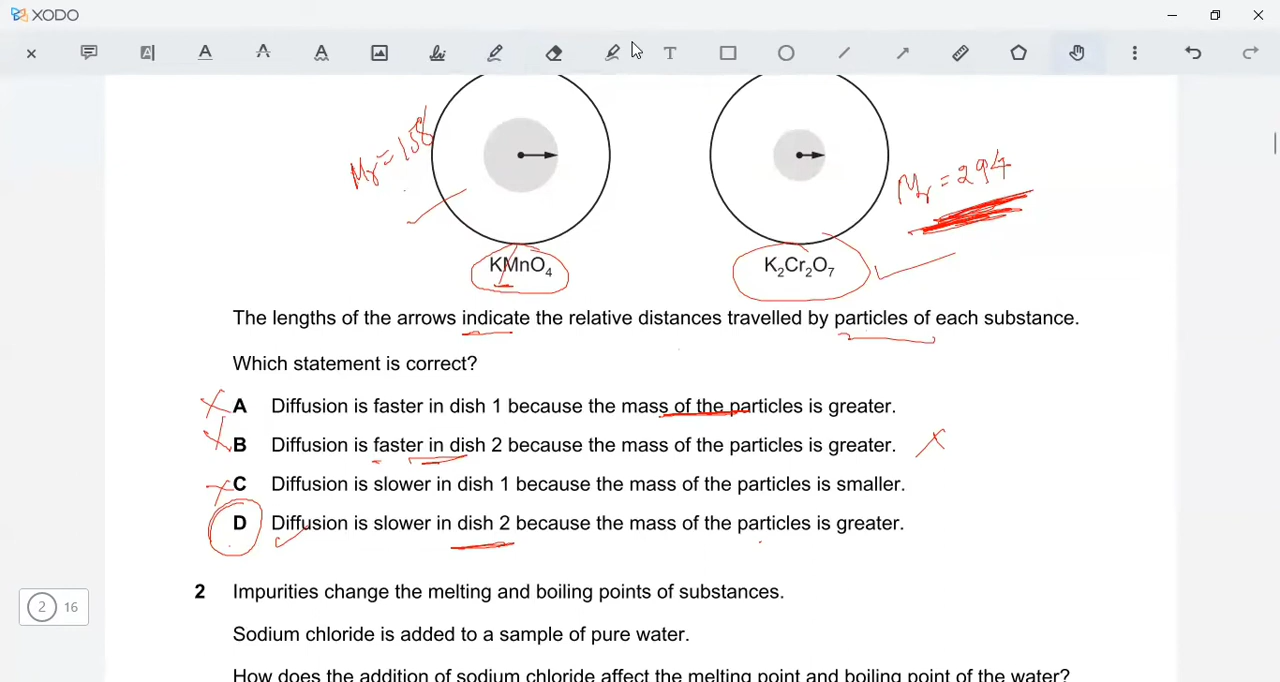 XODO
Mr = 158
Mr = 294
KMnO4
K2Cr2O7
The lengths of the arrows indicate the relative distances travelled by particles of each substance.
Which statement is correct?
A Diffusion is faster in dish 1 because the mass of the particles is greater.
B Diffusion is faster in dish 2 because the mass of the particles is greater.
C Diffusion is slower in dish 1 because the mass of the particles is smaller.
D Diffusion is slower in dish 2 because the mass of the particles is greater.
2 Impurities change the melting and boiling points of substances.
2 16
Sodium chloride is added to a sample of pure water.
How does the addition of sodium chloride affect the melting point and boiling point of the water?